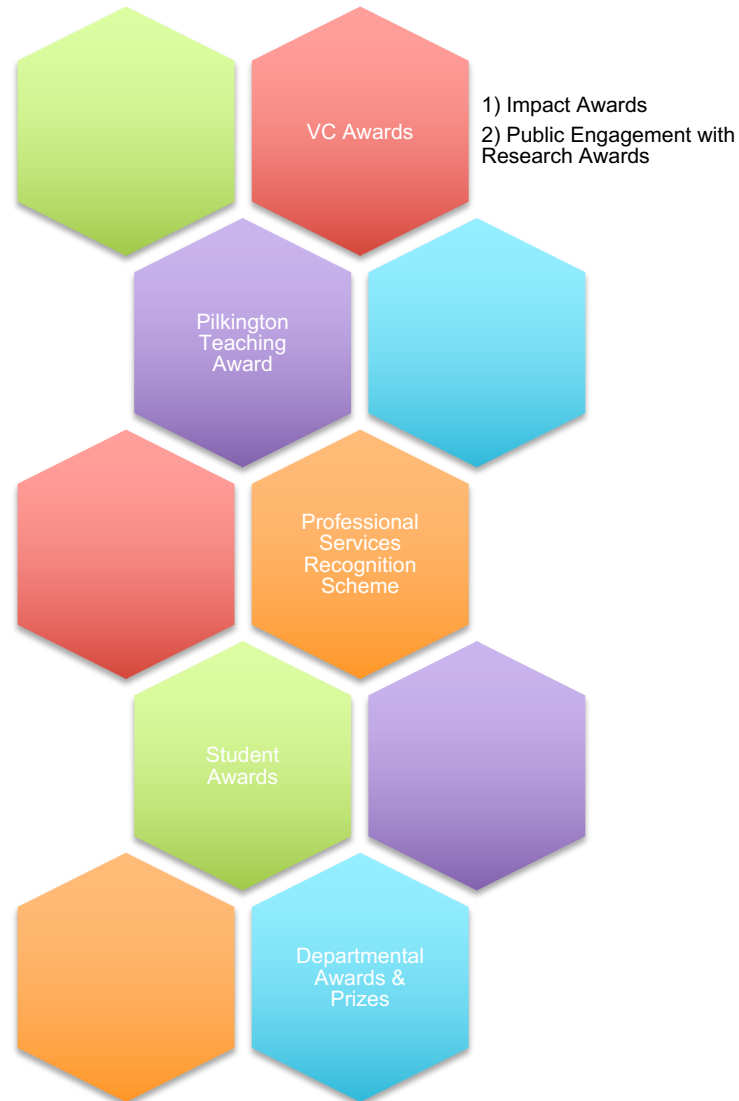 VC Awards
1) Impact Awards
2) Public Engagement with
Research Awards
Pilkington
Teaching
Award
Professional
Services
Recognition
Scheme
Student
Awards
Departmental
Awards &
Prizes